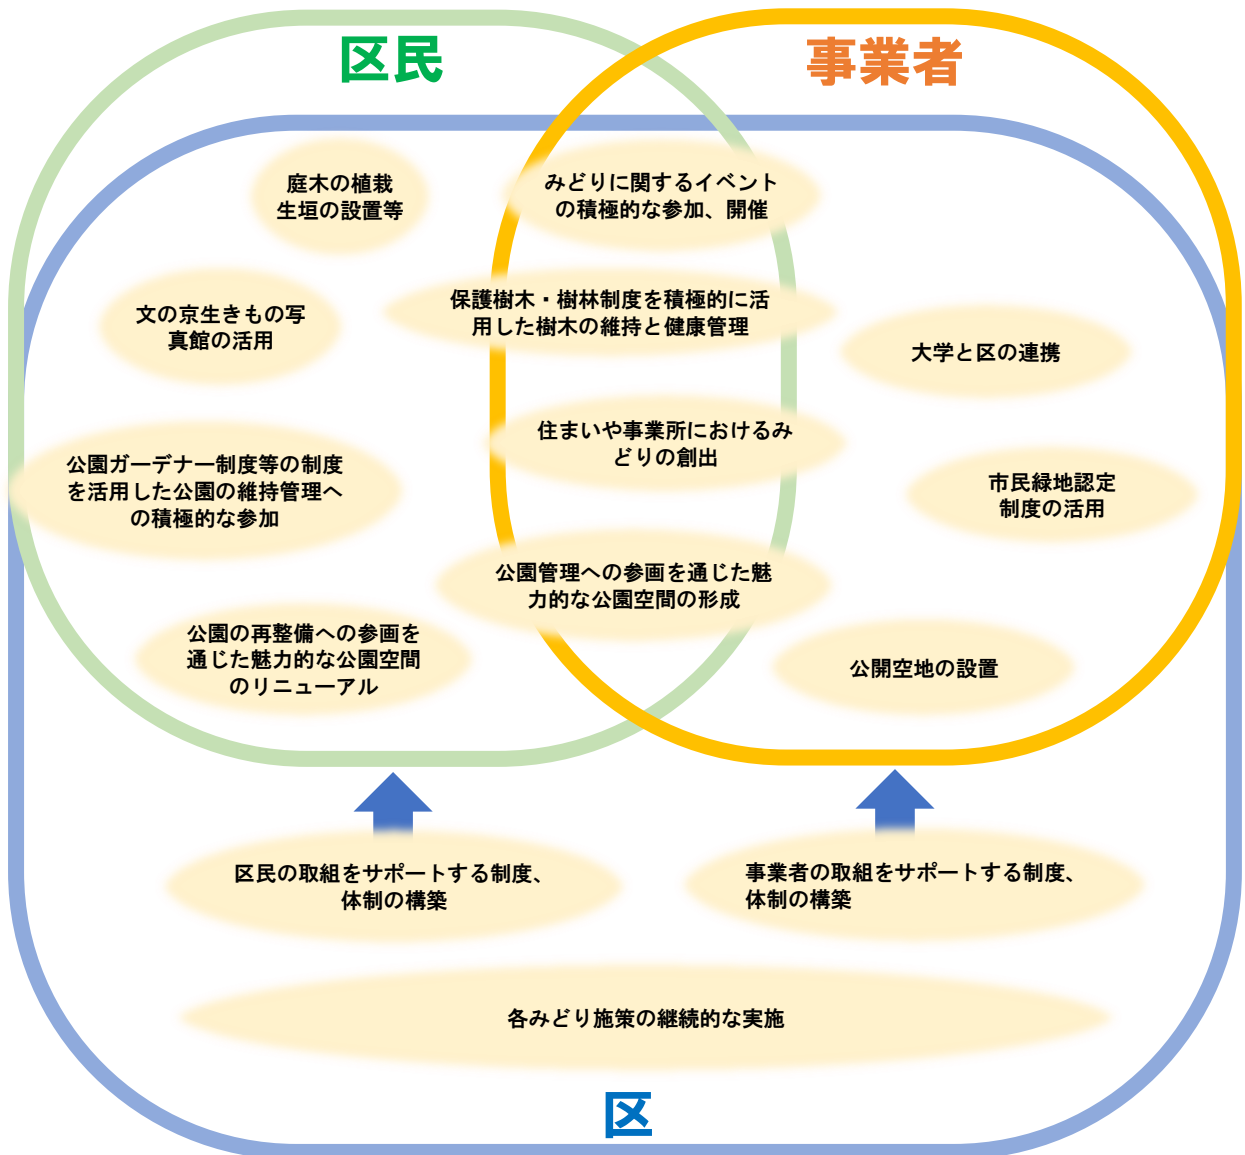 区民
事業者
庭木の植栽
生垣の設置等
みどりに関するイベント
の積極的な参加、開催
文の京生きもの写
真館の活用
保護樹木・樹林制度を積極的に活
用した樹木の維持と健康管理
大学と区の連携
住まいや事業所におけるみ
どりの創出
公園ガーデナー制度等の制度
を活用した公園の維持管理へ
の積極的な参加
市民緑地認定
制度の活用
公園管理への参画を通じた魅
力的な公園空間の形成
公園の再整備への参画を
通じた魅力的な公園空間
のリニューアル
公開空地の設置
区民の取組をサポートする制度、
体制の構築
事業者の取組をサポートする制度、
体制の構築
各みどり施策の継続的な実施
区